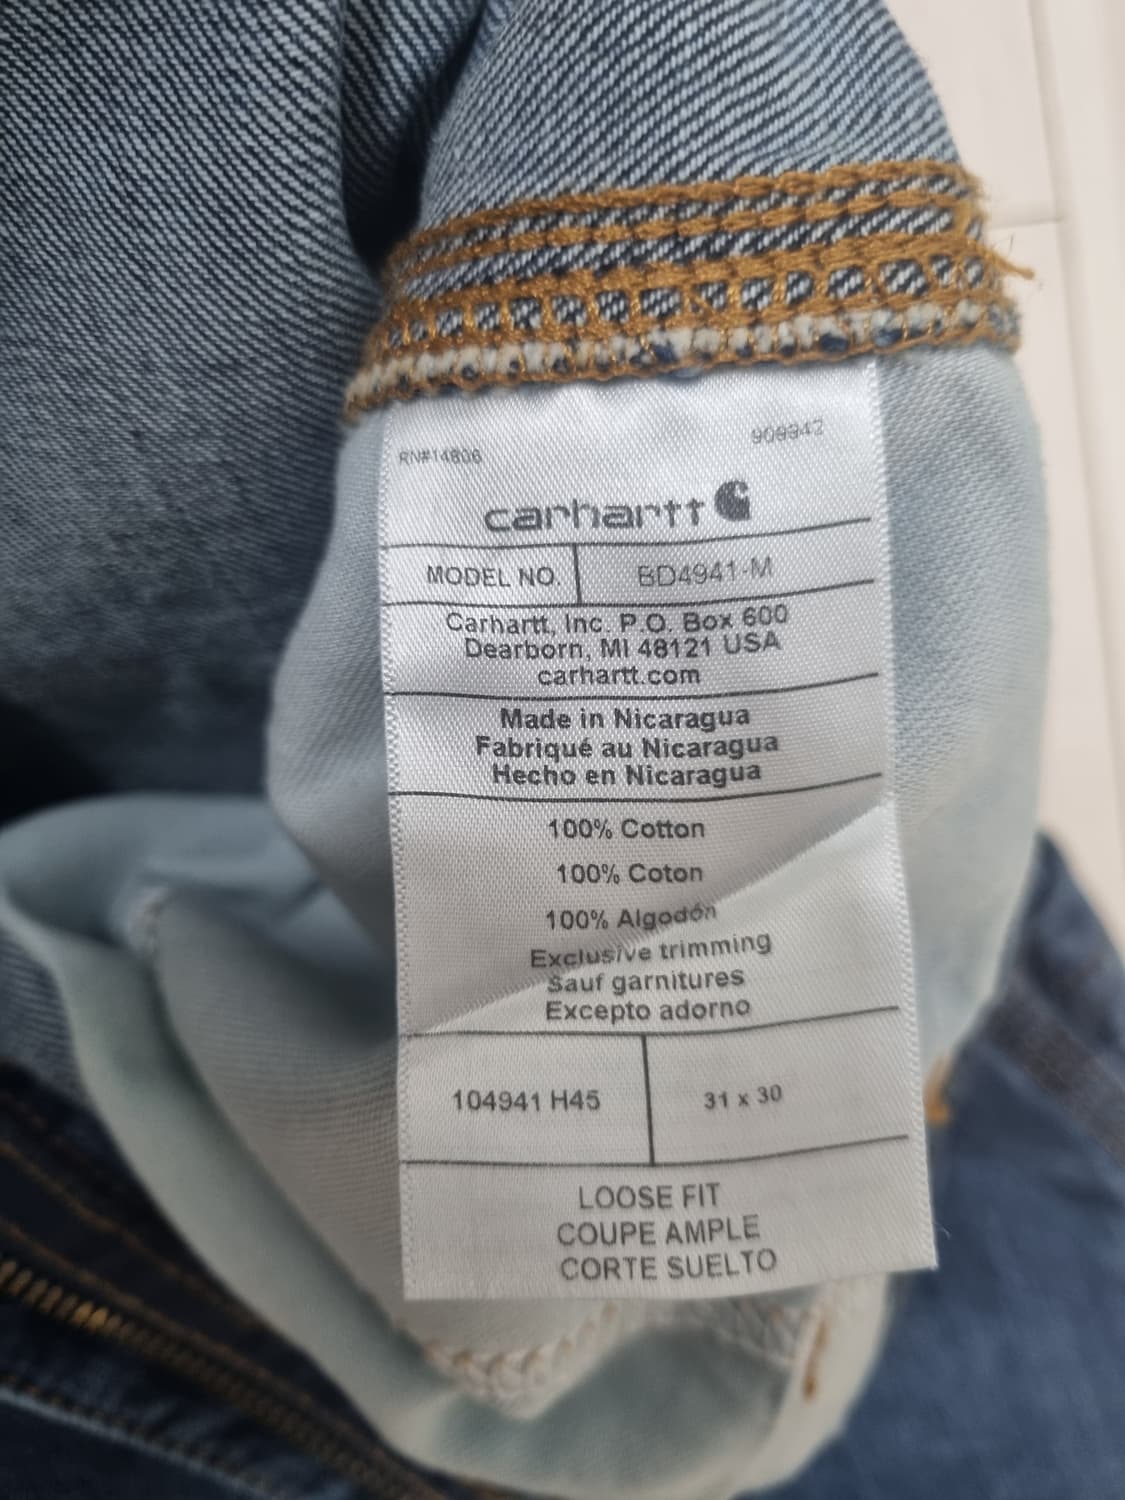 RN#14806 909942
carhartt
MODEL NO. BD4941-M
Carhartt, Inc. P.O. Box 600
Dearborn, MI 48121 USA
carhartt.com
Made in Nicaragua
Fabriqué au Nicaragua
Hecho en Nicaragua
100% Cotton
100% Coton
100% Algodón
Exclusive trimming
Sauf garnitures
Excepto adorno
104941 H45 31 x 30
LOOSE FIT
COUPE AMPLE
CORTE SUELTO